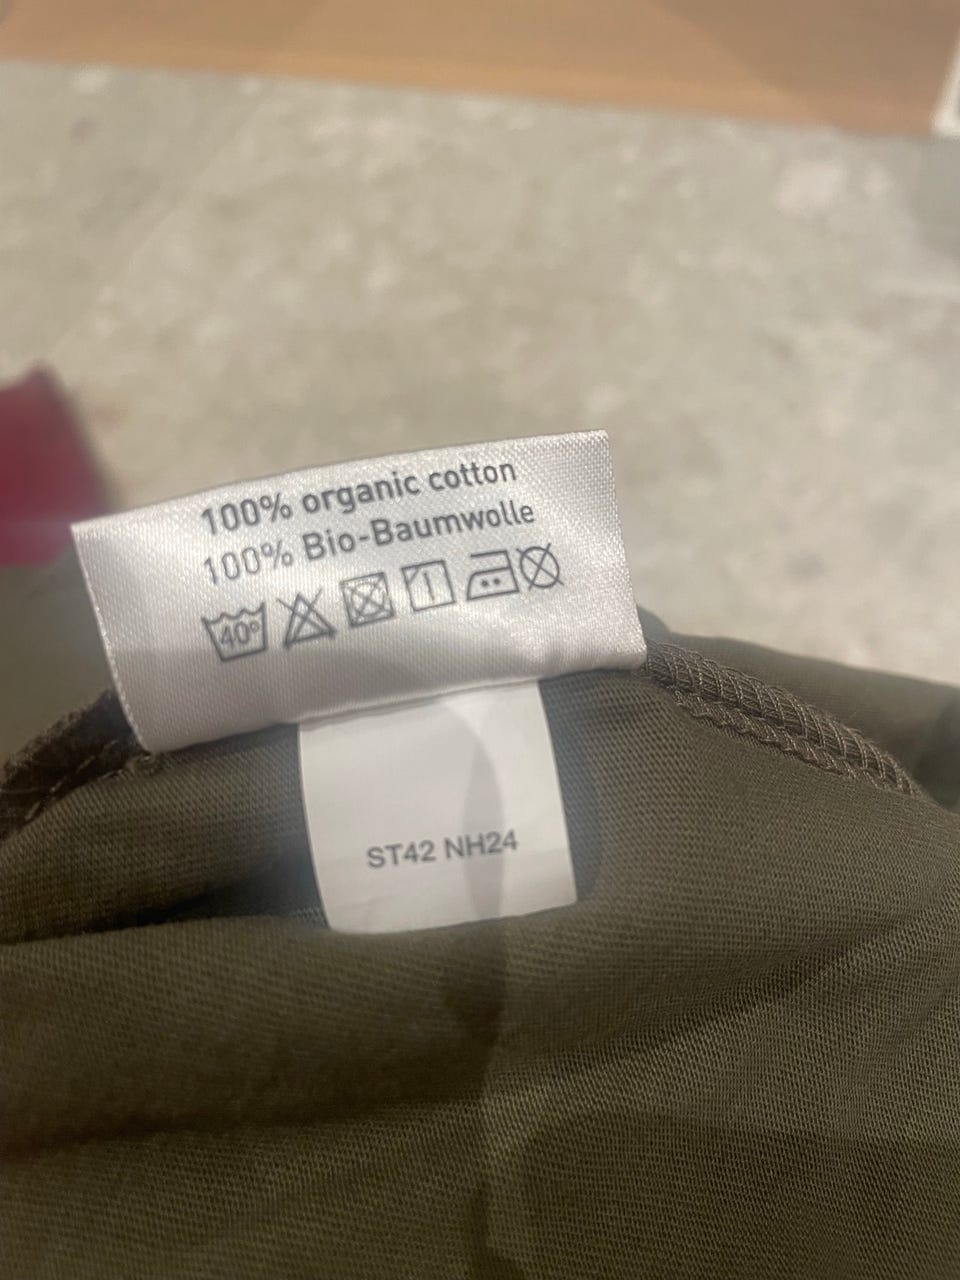 100% organic cotton
100% Bio-Baumwolle
40°
ST42 NH24